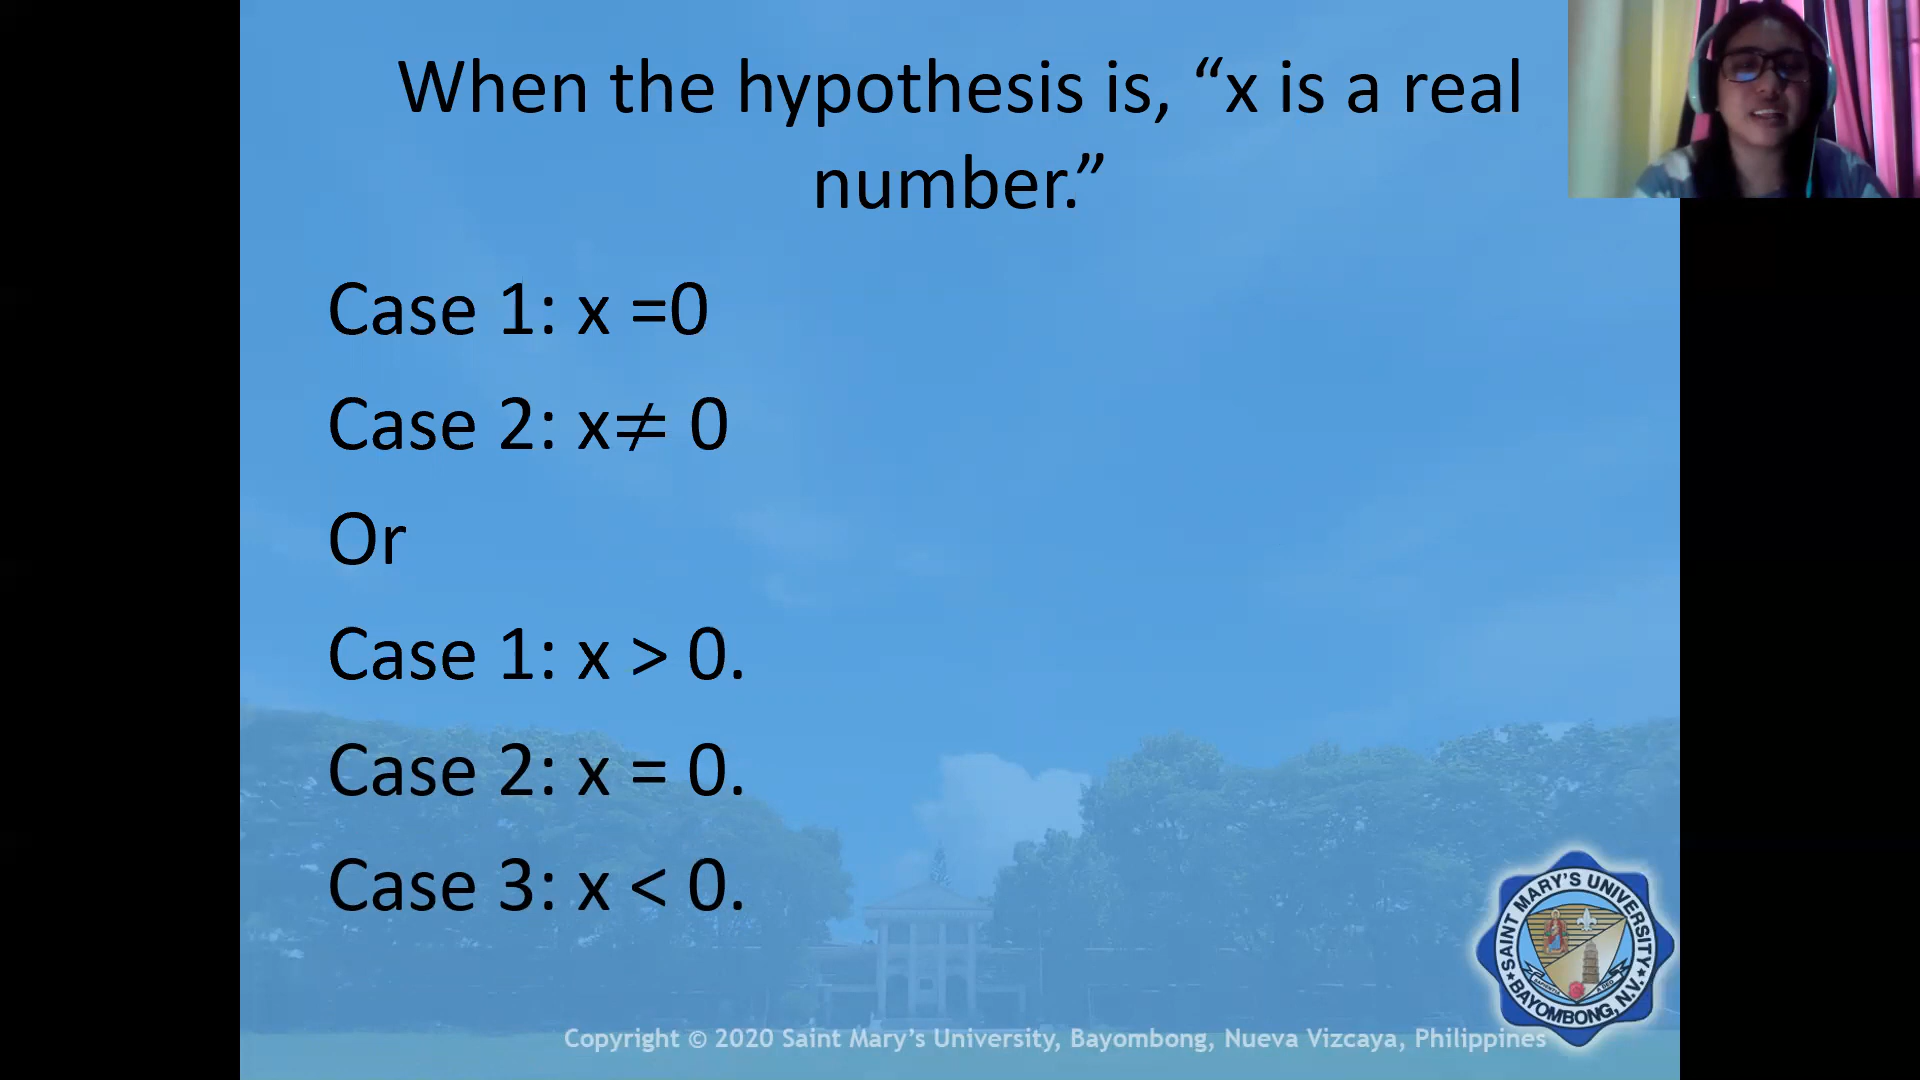 When the hypothesis is, “x is a real
number.”
Case 1: x =0
Case 2: x≠ 0
Or
Case 1: x > 0.
Case 2: x = 0.
Case 3: x < 0.
SAINT MARY'S UNIVERSITY
BAYOMBONG, N.V.
Copyright © 2020 Saint Mary’s University, Bayombong, Nueva Vizcaya, Philippines